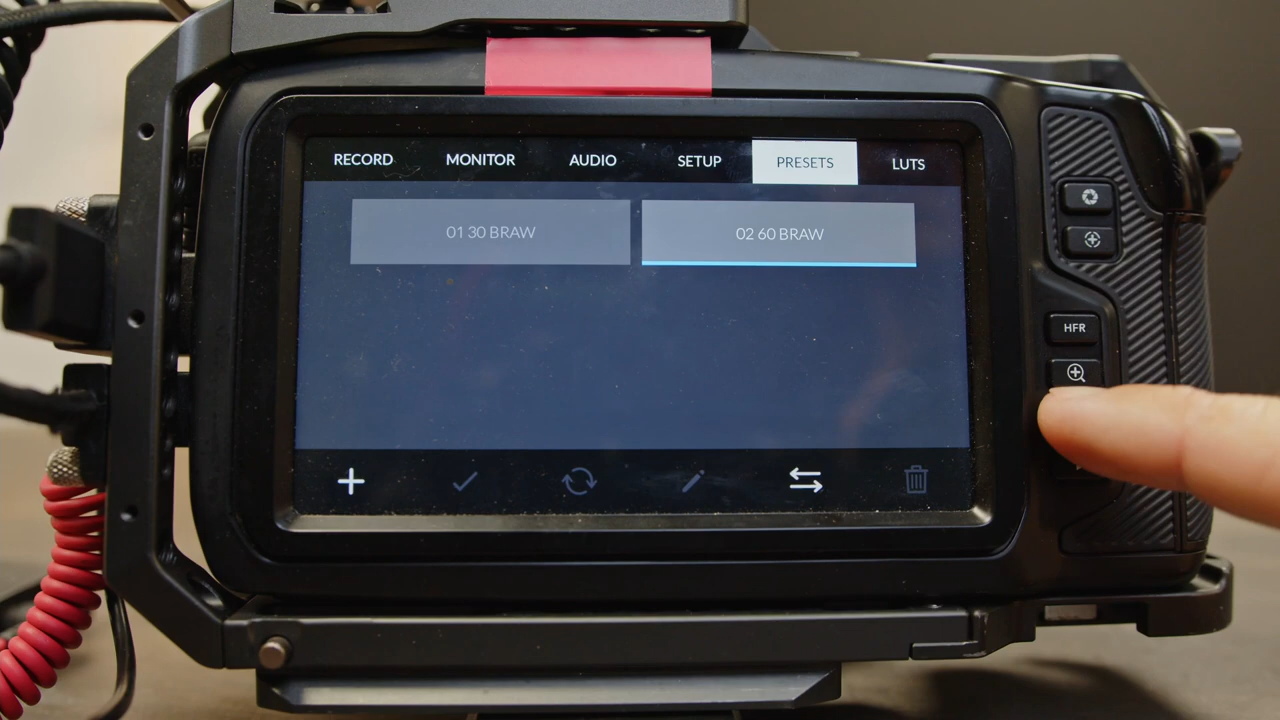 RECORD MONITOR AUDIO SETUP PRESETS LUTS
01 30 BRAW 02 60 BRAW
HFR